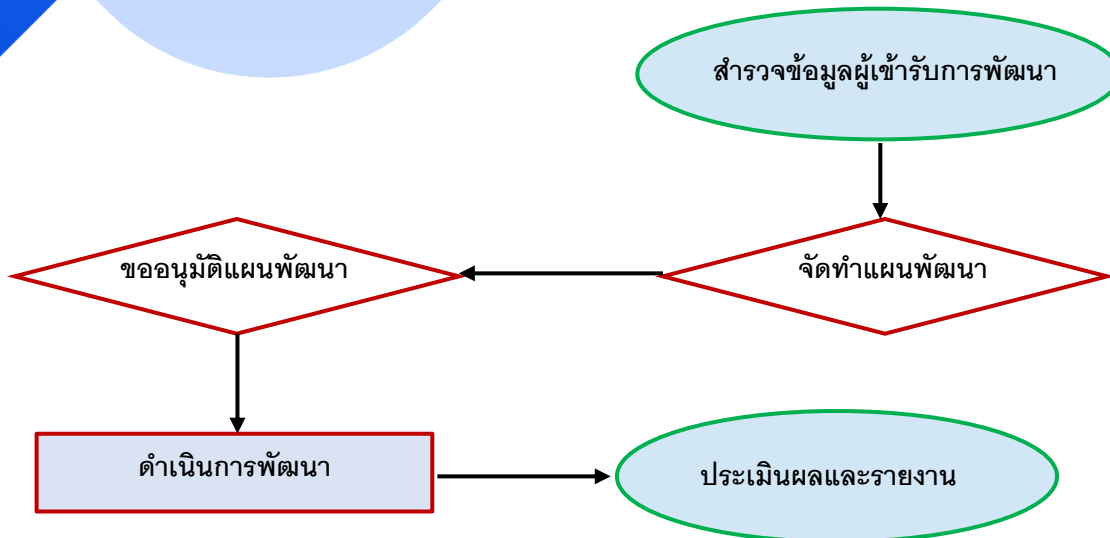 สำรวจข้อมูลผู้เข้ารับการพัฒนา
จัดทำแผนพัฒนา
ขออนุมัติแผนพัฒนา
ดำเนินการพัฒนา
ประเมินผลและรายงาน